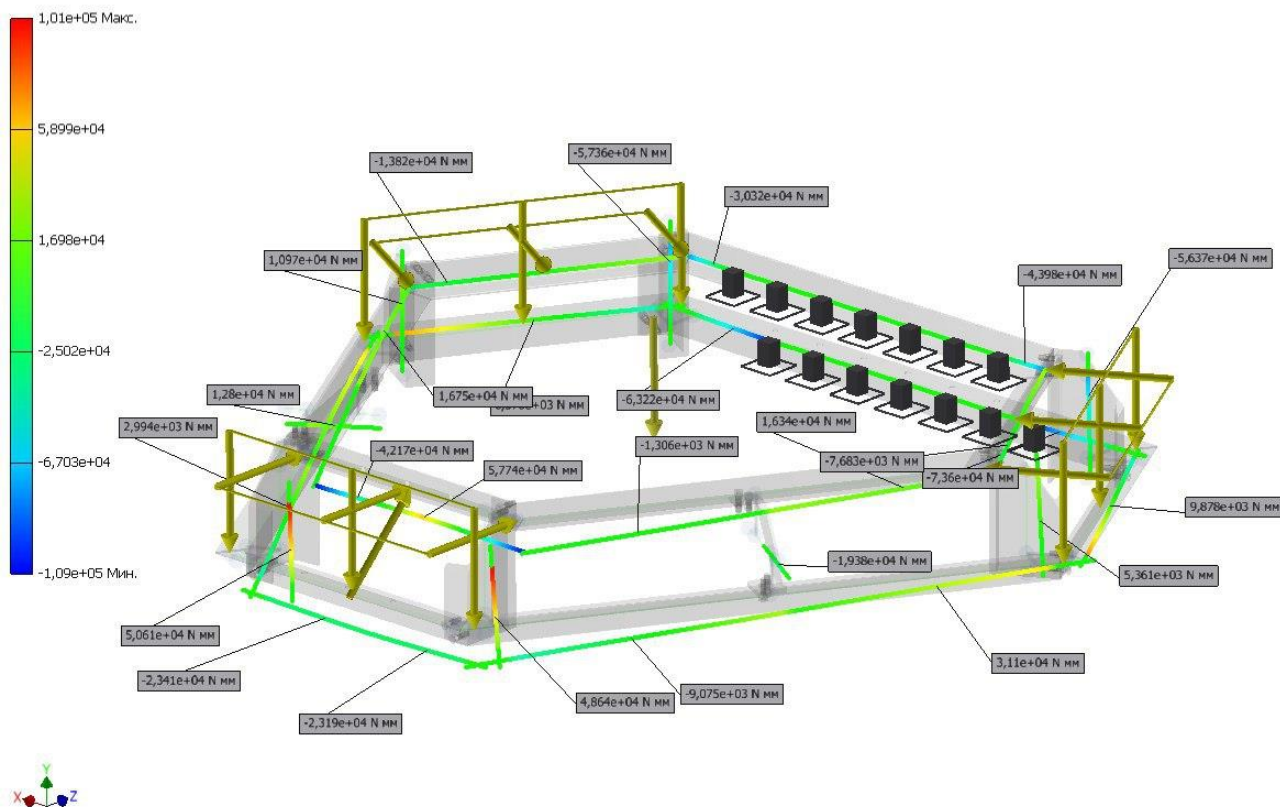 1,01e+05 Макс.
5,899e+04
1,698e+04
-2,502e+04
-6,703e+04
-1,09e+05 Мин.
-5,736e+04 N мм
-1,382e+04 N мм
-3,032e+04 N мм
1,097e+04 N мм
-5,637e+04 N мм
-4,398e+04 N мм
1,28e+04 N мм
1,675e+04 N мм
-6,322e+04 N мм
2,994e+03 N мм
1,634e+04 N мм
-4,217e+04 N мм
-1,306e+03 N мм
5,774e+04 N мм
-7,683e+03 N мм
-7,36e+04 N мм
9,878e+03 N мм
-1,938e+04 N мм
5,361e+03 N мм
5,061e+04 N мм
3,11e+04 N мм
-2,341e+04 N мм
-9,075e+03 N мм
4,864e+04 N мм
-2,319e+04 N мм
Y
X
Z